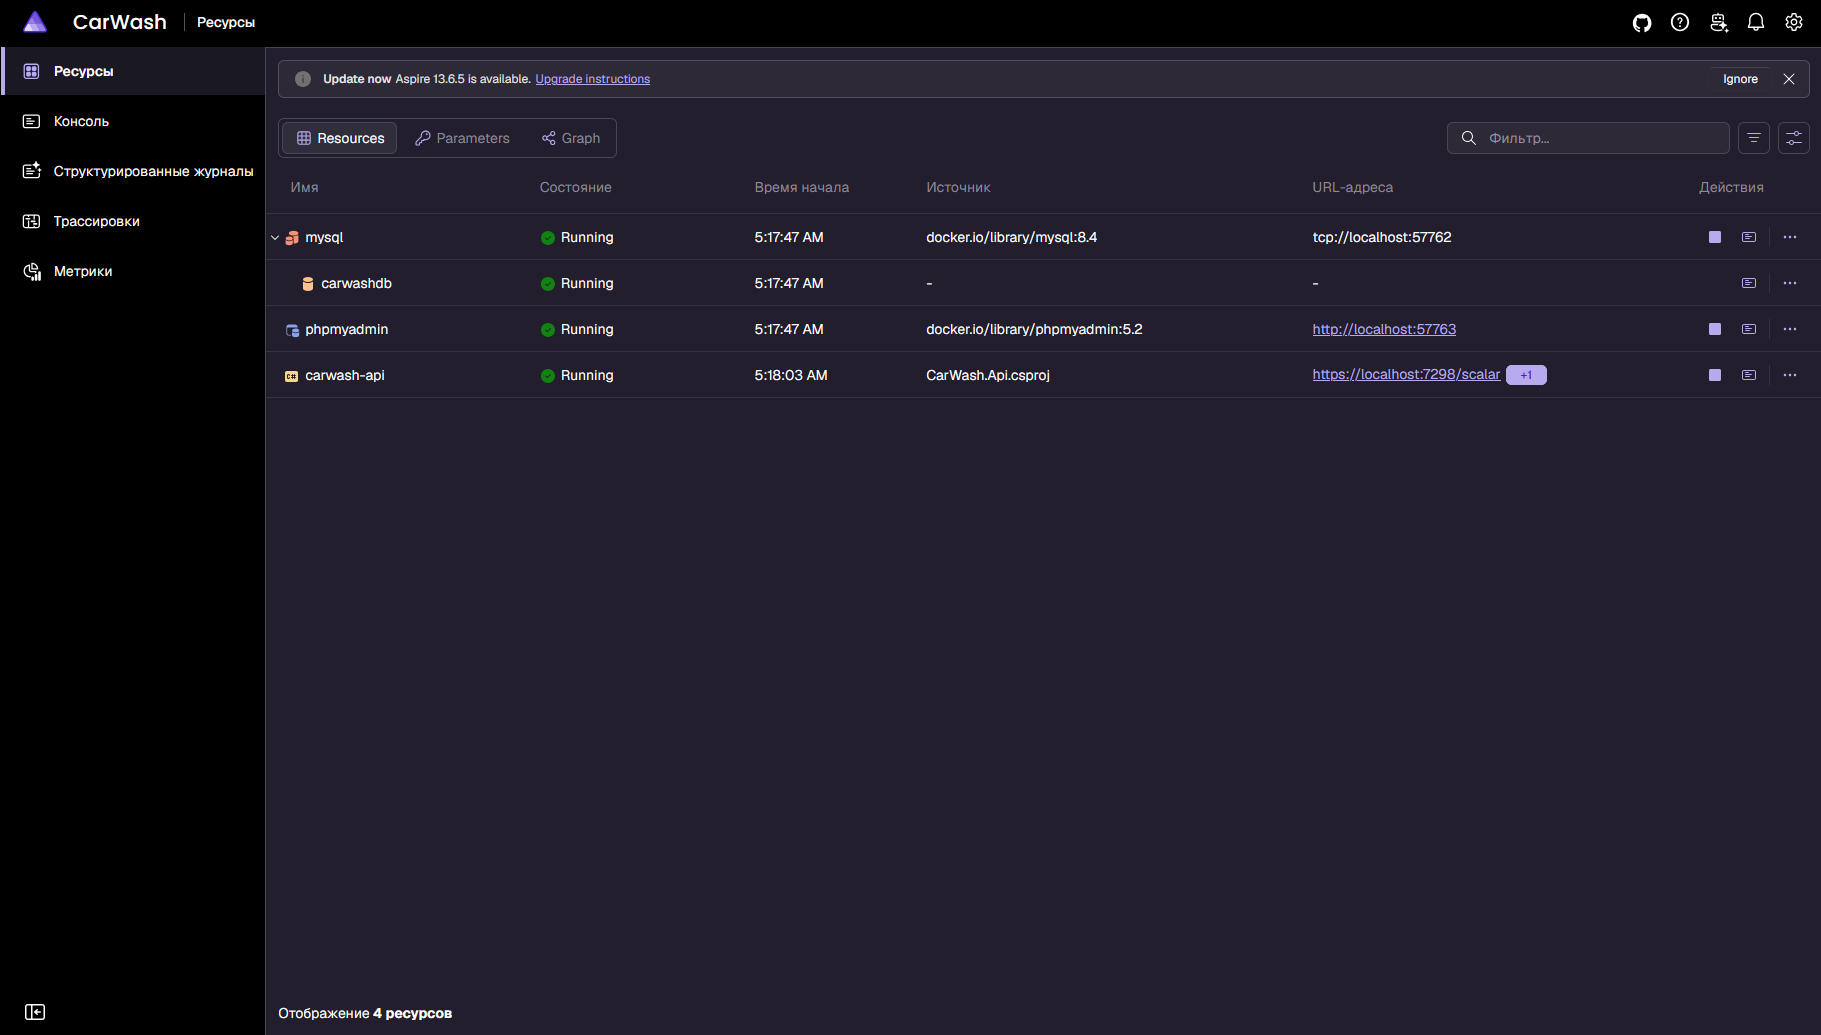 CarWash
Ресурсы
Ресурсы
Консоль
Структурированные журналы
Трассировки
Метрики
Update now Aspire 13.6.5 is available. Upgrade instructions
Ignore
Resources
Parameters
Graph
Фильтр...
Имя Состояние Время начала Источник URL-адреса Действия
mysql Running 5:17:47 AM docker.io/library/mysql:8.4 tcp://localhost:57762
carwashdb Running 5:17:47 AM - -
phpmyadmin Running 5:17:47 AM docker.io/library/phpmyadmin:5.2 http://localhost:57763
C# carwash-api Running 5:18:03 AM CarWash.Api.csproj https://localhost:7298/scalar +1
Отображение 4 ресурсов